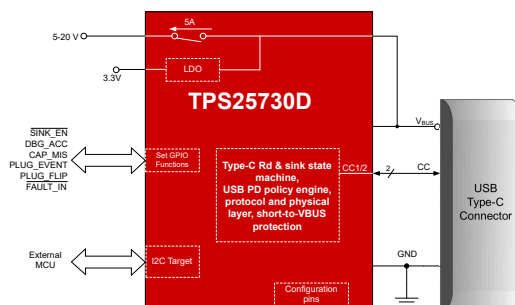 5A
5-20 V
LDO
3.3V
TPS25730D
VBUS
SINK_EN
DBG_ACC
CAP_MIS
PLUG_EVENT
PLUG_FLIP
FAULT_IN
Set GPIO
Functions
Type-C Rd & sink state
machine,
USB PD policy engine,
protocol and physical
layer, short-to-VBUS
protection
CC1/2
2
CC
USB
Type-C
Connector
External
MCU
I2C Target
GND
Configuration
pins